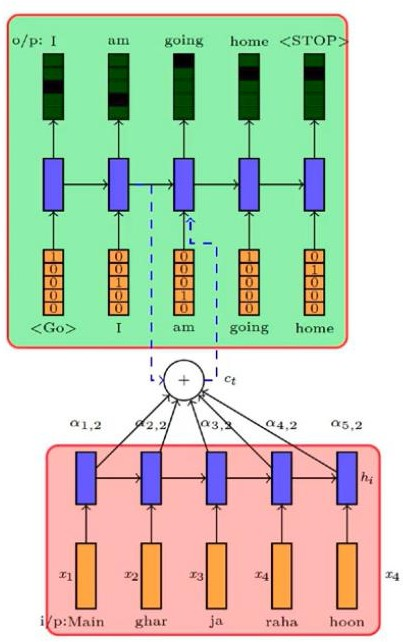 o/p: I am going home <STOP>
1 0 0 1 0
0 0 0 0 1
0 1 0 0 0
0 0 1 0 0
0 0 0 0 0
<Go> I am going home
+ c_t
α_{1,2} α_{2,2} α_{3,2} α_{4,2} α_{5,2}
h_i
x_1 x_2 x_3 x_4 x_4
i/p:Main ghar ja raha hoon